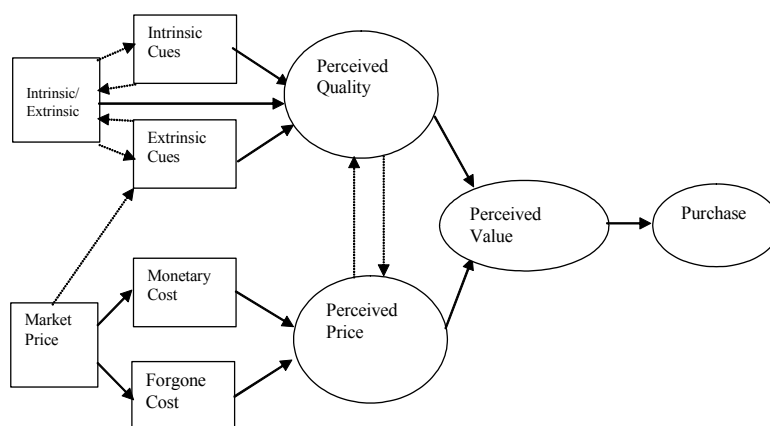 Intrinsic
Cues
Perceived
Quality
Intrinsic/
Extrinsic
Extrinsic
Cues
Perceived
Value
Purchase
Monetary
Cost
Market
Price
Perceived
Price
Forgone
Cost